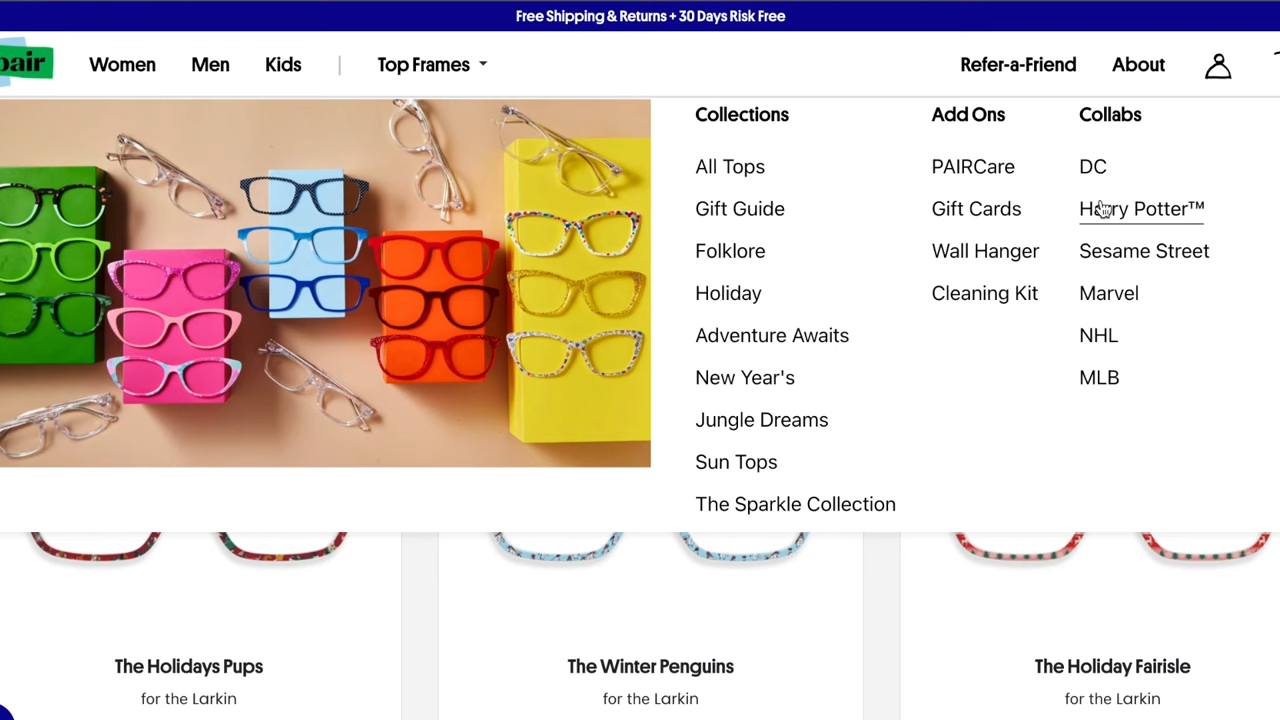 Free Shipping & Returns + 30 Days Risk Free
pair
Women
Men
Kids
Top Frames
Refer-a-Friend
About
Collections
All Tops
Gift Guide
Folklore
Holiday
Adventure Awaits
New Year's
Jungle Dreams
Sun Tops
The Sparkle Collection
Add Ons
PAIRCare
Gift Cards
Wall Hanger
Cleaning Kit
Collabs
DC
Harry Potter™
Sesame Street
Marvel
NHL
MLB
The Holidays Pups
for the Larkin
The Winter Penguins
for the Larkin
The Holiday Fairisle
for the Larkin